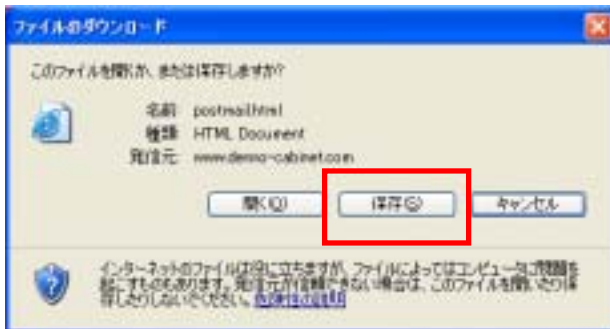 ファイルのダウンロード
このファイルを開くか、または保存しますか?
名前 postmail.html
種類 HTML Document
発信元 www.denno-cabinet.com
開く(O) 保存(S) キャンセル
インターネットのファイルは役に立ちますが、ファイルによってはコンピュータに問題を
起こすものもあります。発信元が信頼できない場合は、このファイルを開いたり保
存したりしないでください。危険性の説明